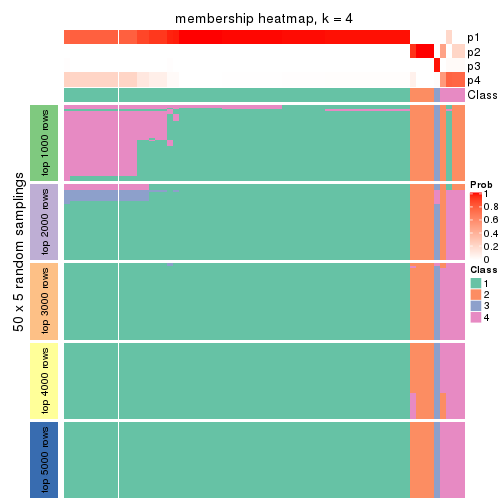 membership heatmap, k = 4
p1
p2
p3
p4
Class
50 x 5 random samplings
top 1000 rows
top 2000 rows
top 3000 rows
top 4000 rows
top 5000 rows
Prob
1
0.8
0.6
0.4
0.2
0
Class
1
2
3
4